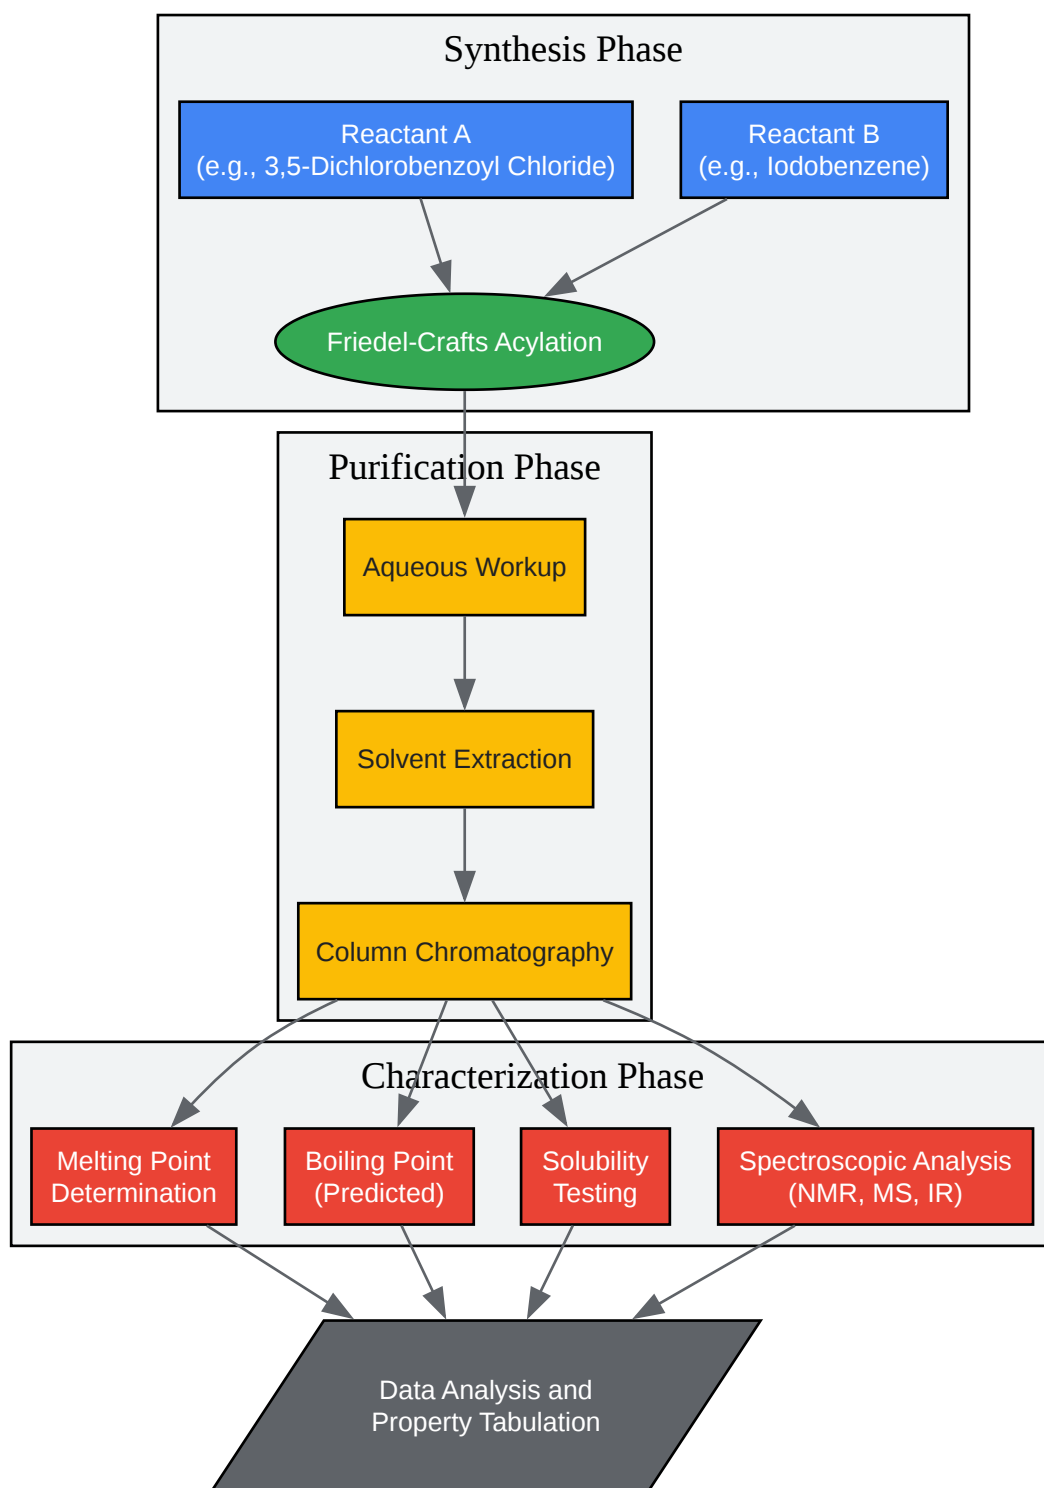 Synthesis Phase
Reactant A
(e.g., 3,5-Dichlorobenzoyl Chloride)
Reactant B
(e.g., Iodobenzene)
Friedel-Crafts Acylation
Purification Phase
Aqueous Workup
Solvent Extraction
Column Chromatography
Characterization Phase
Melting Point
Determination
Boiling Point
(Predicted)
Solubility
Testing
Spectroscopic Analysis
(NMR, MS, IR)
Data Analysis and
Property Tabulation